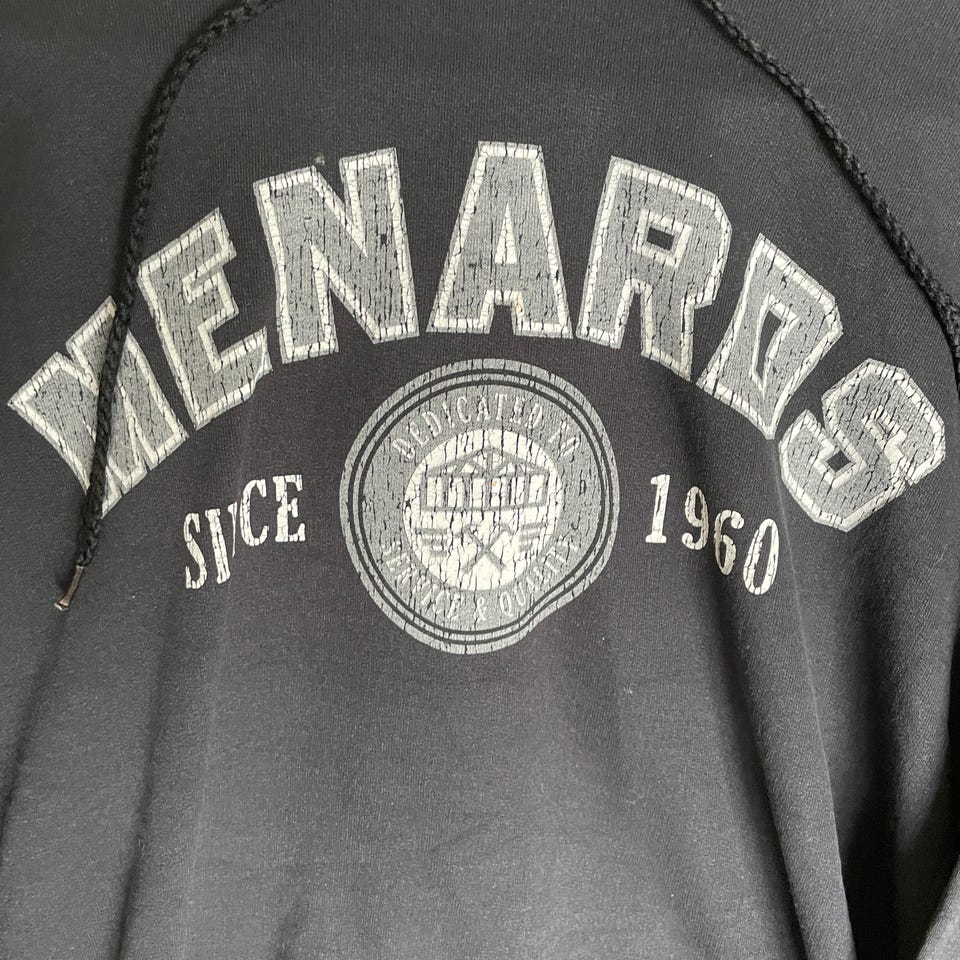 MENARDS
SINCE 1960
DEDICATED TO
SERVICE & QUALITY